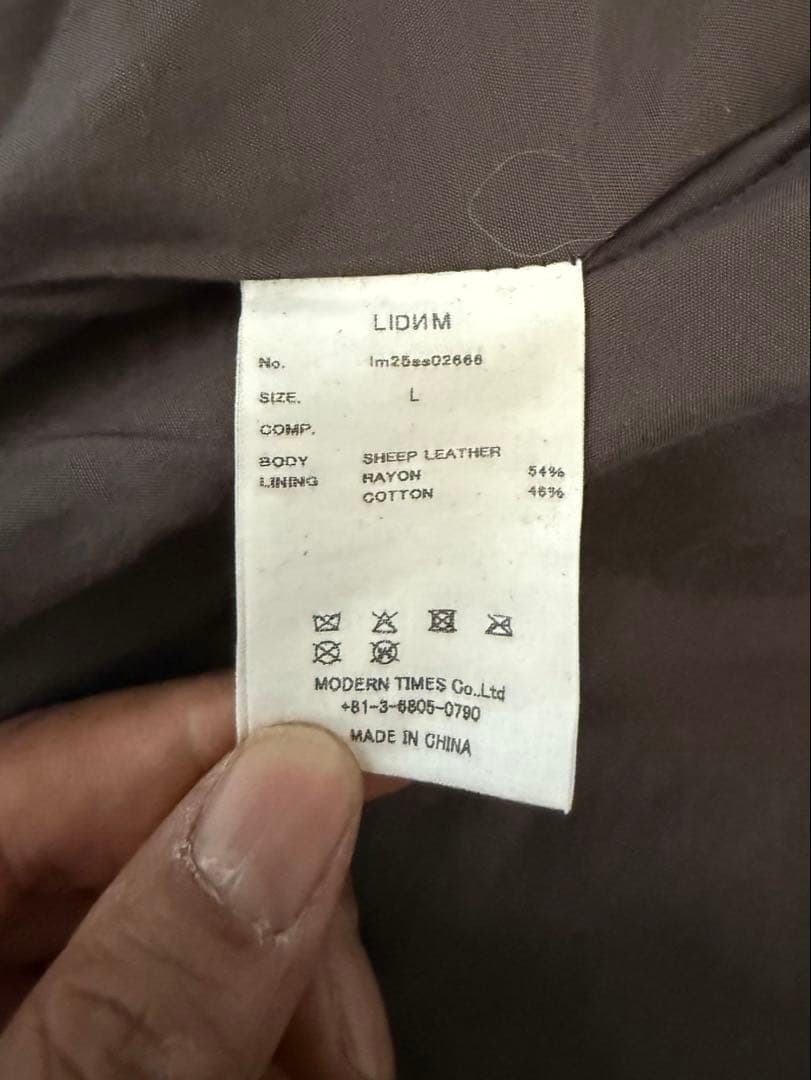 LIDИM
No. lm25ss02666
SIZE. L
COMP.
BODY SHEEP LEATHER
LINING RAYON 54%
COTTON 46%
MODERN TIMES Co.,Ltd
+81-3-6805-0790
MADE IN CHINA